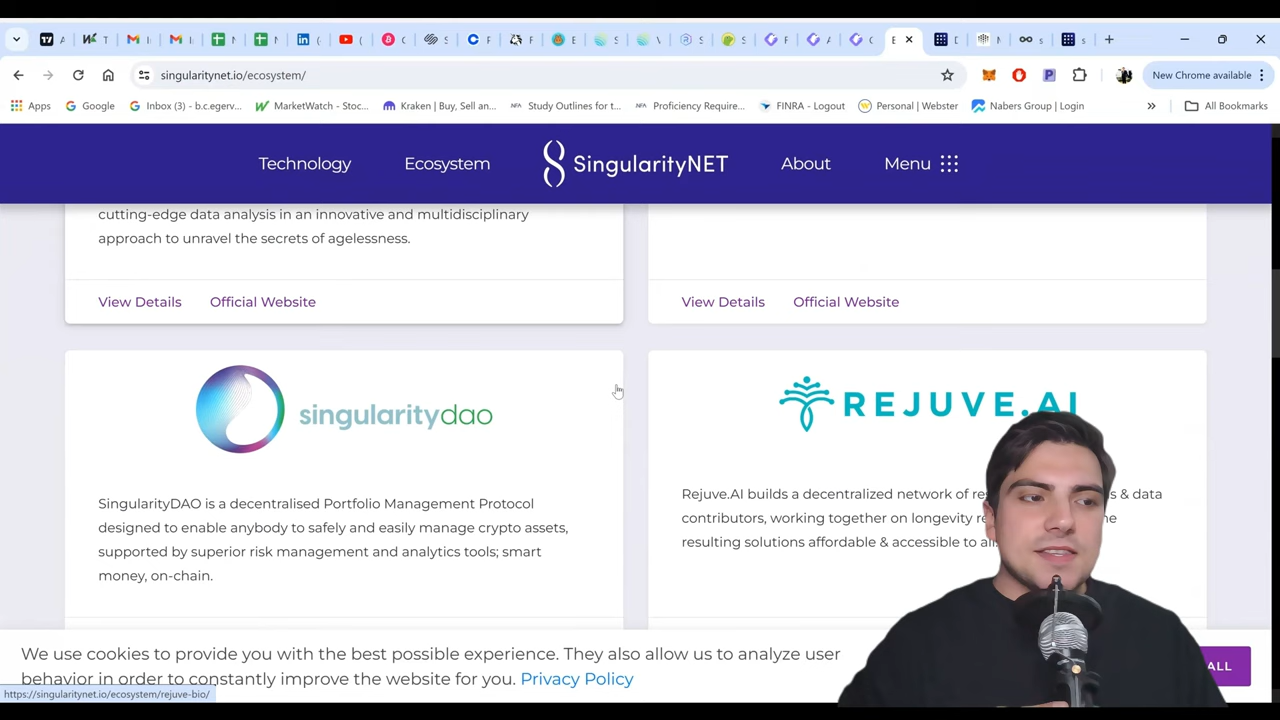 singularitynet.io/ecosystem/
New Chrome available
Apps
Google
Inbox (3) - b.c.egerv...
MarketWatch - Stoc...
Kraken | Buy, Sell an...
Study Outlines for t...
Proficiency Require...
FINRA - Logout
Personal | Webster
Nabers Group | Login
All Bookmarks
Technology
Ecosystem
SingularityNET
About
Menu
cutting-edge data analysis in an innovative and multidisciplinary
approach to unravel the secrets of agelessness.
View Details
Official Website
View Details
Official Website
singularitydao
REJUVE.AI
SingularityDAO is a decentralised Portfolio Management Protocol
designed to enable anybody to safely and easily manage crypto assets,
supported by superior risk management and analytics tools; smart
money, on-chain.
Rejuve.AI builds a decentralized network of & data
contributors, working together on longevity
resulting solutions affordable & accessible to
We use cookies to provide you with the best possible experience. They also allow us to analyze user
behavior in order to constantly improve the website for you. Privacy Policy
ALL
https://singularitynet.io/ecosystem/rejuve-bio/